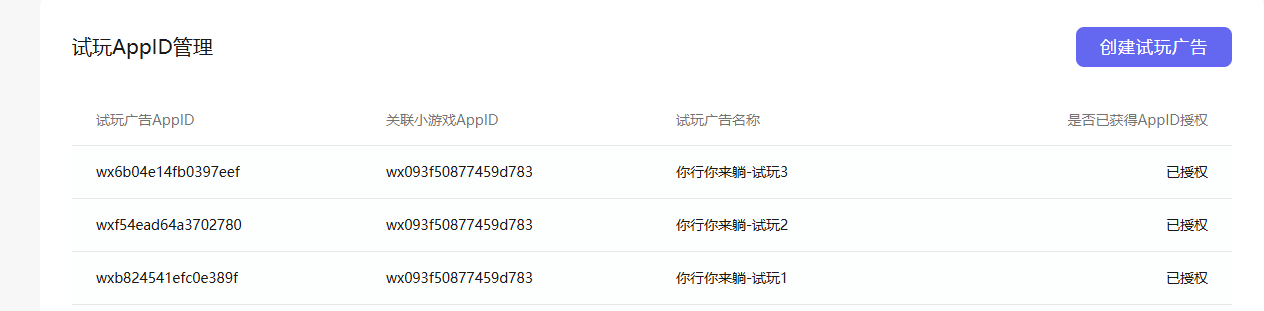 试玩AppID管理 创建试玩广告
试玩广告AppID 关联小游戏AppID 试玩广告名称 是否已获得AppID授权
wx6b04e14fb0397eef wx093f50877459d783 你行你来躺-试玩3 已授权
wxf54ead64a3702780 wx093f50877459d783 你行你来躺-试玩2 已授权
wxb824541efc0e389f wx093f50877459d783 你行你来躺-试玩1 已授权